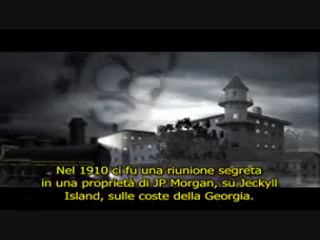 Nel 1910 ci fu una riunione segreta
in una proprietà di JP Morgan, su Jeckyll
Island, sulle coste della Georgia.